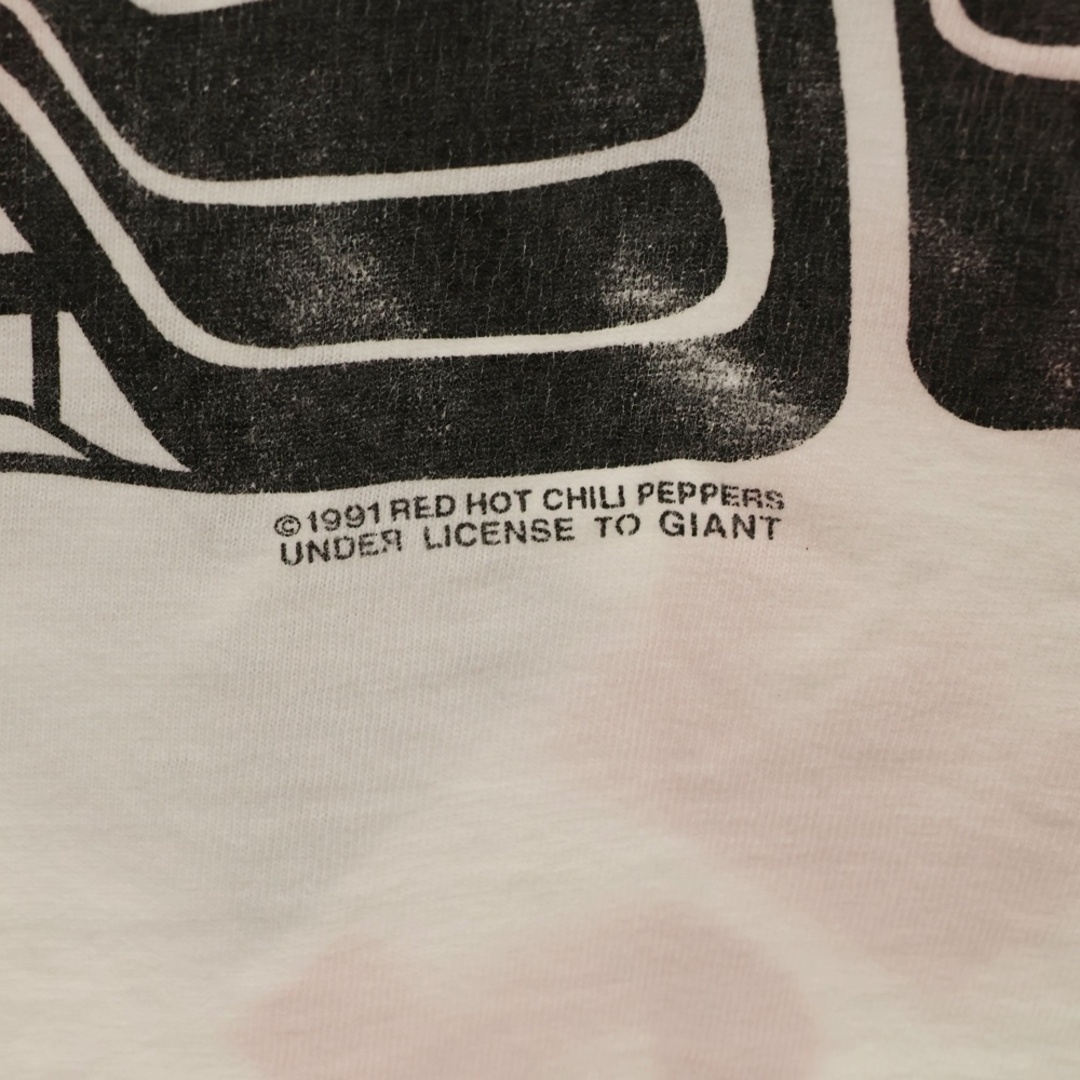 ©1991 RED HOT CHILI PEPPERS
UNDER LICENSE TO GIANT